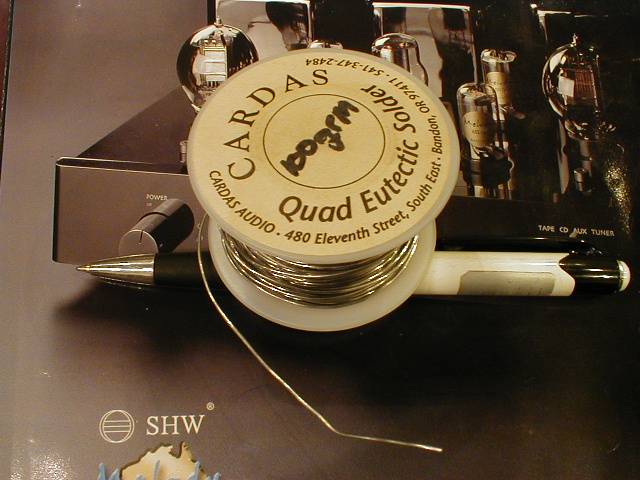 CARDAS
Quad Eutectic Solder
CARDAS AUDIO · 480 Eleventh Street, South East · Bandon, OR 97411 · 541-347-2484
POWER
TAPE CD AUX TUNER
SHW®
Melody